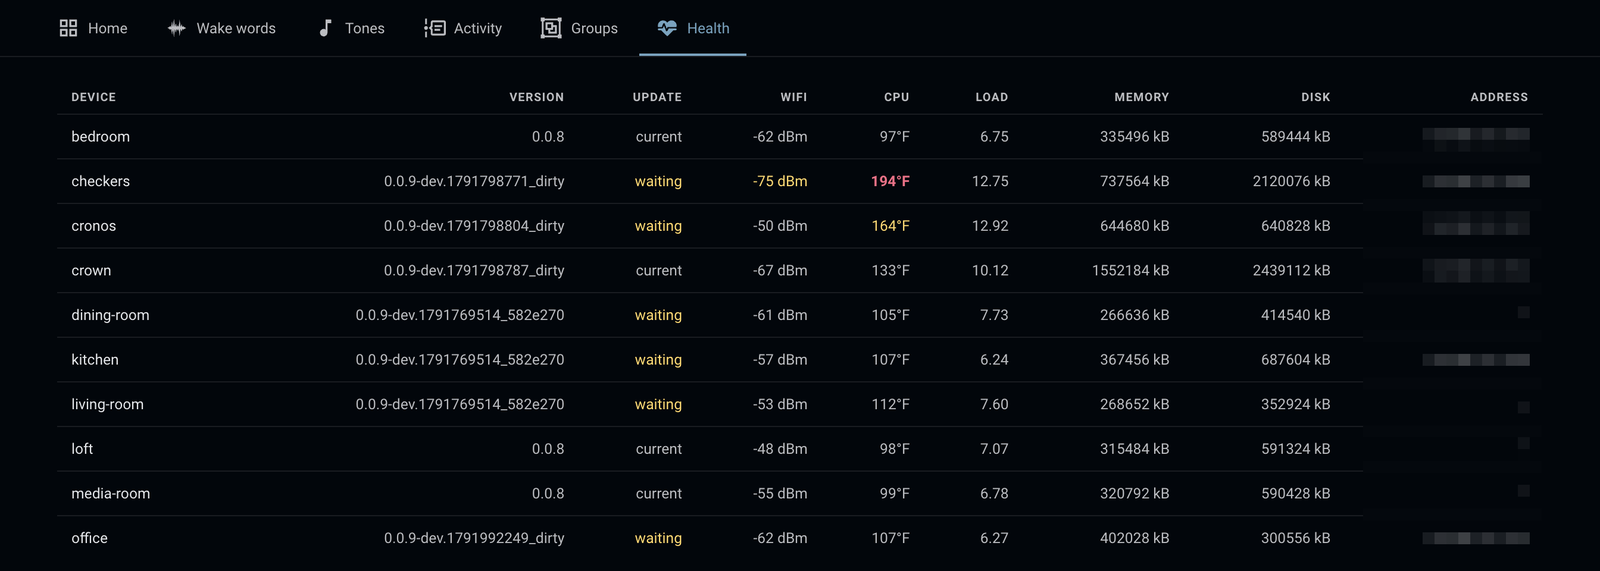 Home Wake words Tones Activity Groups Health
DEVICE VERSION UPDATE WIFI CPU LOAD MEMORY DISK ADDRESS
bedroom 0.0.8 current -62 dBm 97°F 6.75 335496 kB 589444 kB
checkers 0.0.9-dev.1791798771_dirty waiting -75 dBm 194°F 12.75 737564 kB 2120076 kB
cronos 0.0.9-dev.1791798804_dirty waiting -50 dBm 164°F 12.92 644680 kB 640828 kB
crown 0.0.9-dev.1791798787_dirty current -67 dBm 133°F 10.12 1552184 kB 2439112 kB
dining-room 0.0.9-dev.1791769514_582e270 waiting -61 dBm 105°F 7.73 266636 kB 414540 kB
kitchen 0.0.9-dev.1791769514_582e270 waiting -57 dBm 107°F 6.24 367456 kB 687604 kB
living-room 0.0.9-dev.1791769514_582e270 waiting -53 dBm 112°F 7.60 268652 kB 352924 kB
loft 0.0.8 current -48 dBm 98°F 7.07 315484 kB 591324 kB
media-room 0.0.8 current -55 dBm 99°F 6.78 320792 kB 590428 kB
office 0.0.9-dev.1791992249_dirty waiting -62 dBm 107°F 6.27 402028 kB 300556 kB